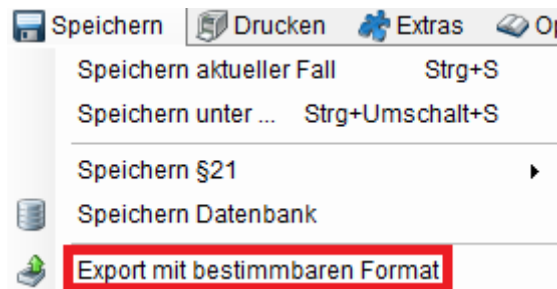 Speichern Drucken Extras
Speichern aktueller Fall Strg+S
Speichern unter ... Strg+Umschalt+S
Speichern §21
Speichern Datenbank
Export mit bestimmbaren Format